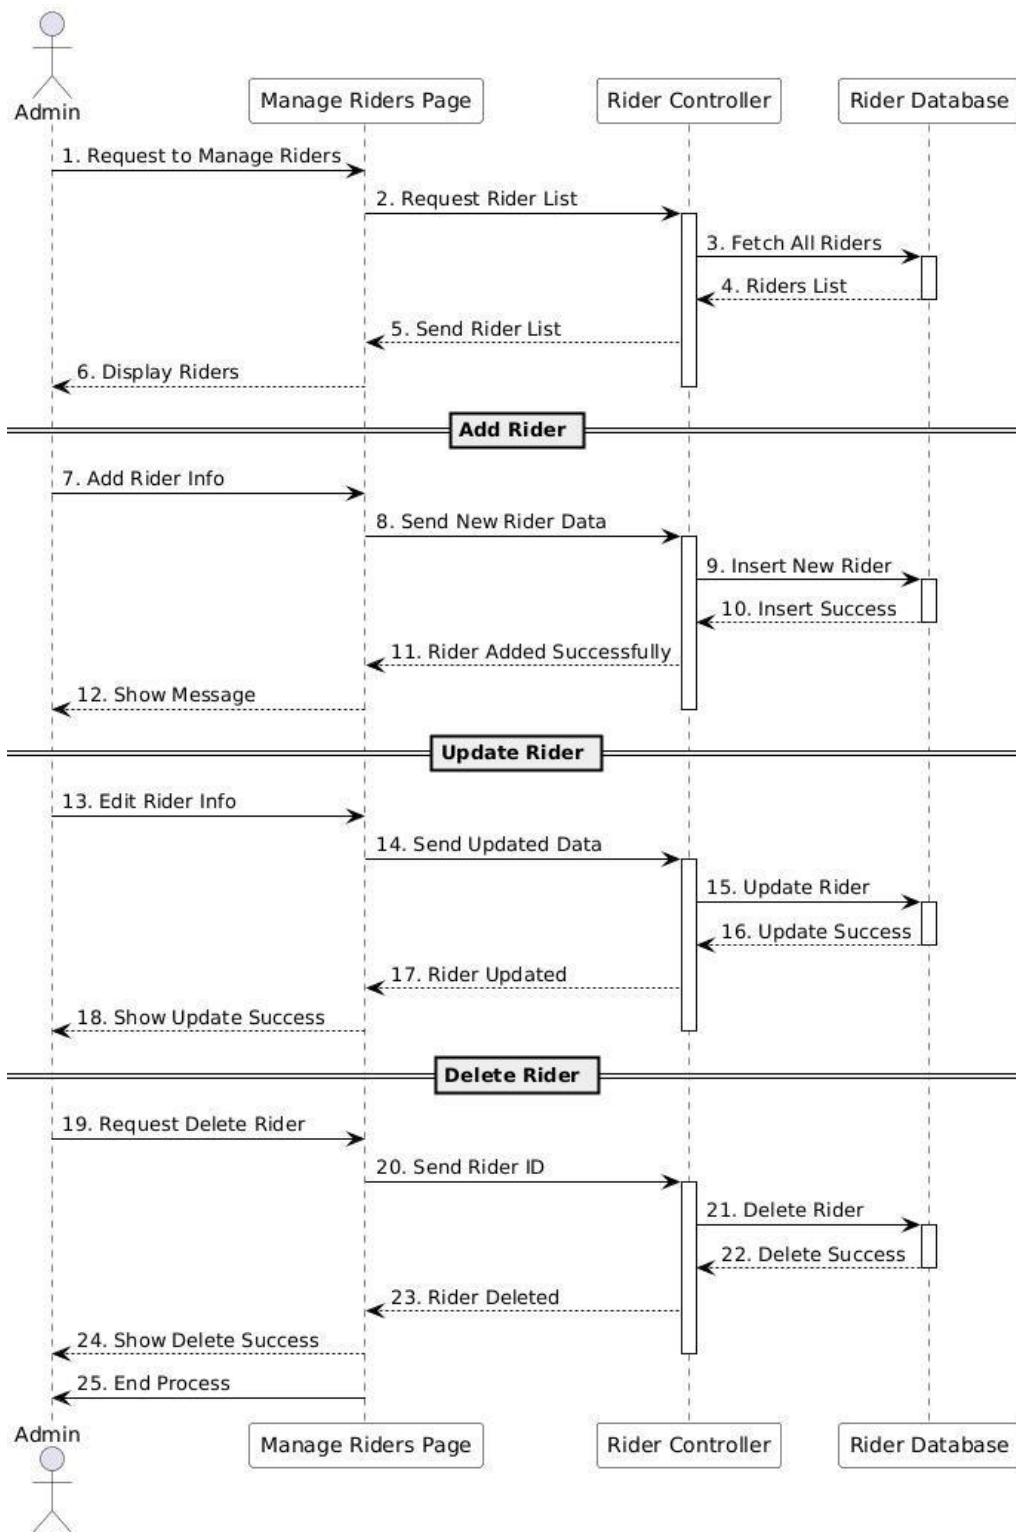 Admin
Manage Riders Page
Rider Controller
Rider Database
1. Request to Manage Riders
2. Request Rider List
3. Fetch All Riders
4. Riders List
5. Send Rider List
6. Display Riders
Add Rider
7. Add Rider Info
8. Send New Rider Data
9. Insert New Rider
10. Insert Success
11. Rider Added Successfully
12. Show Message
Update Rider
13. Edit Rider Info
14. Send Updated Data
15. Update Rider
16. Update Success
17. Rider Updated
18. Show Update Success
Delete Rider
19. Request Delete Rider
20. Send Rider ID
21. Delete Rider
22. Delete Success
23. Rider Deleted
24. Show Delete Success
25. End Process
Admin
Manage Riders Page
Rider Controller
Rider Database